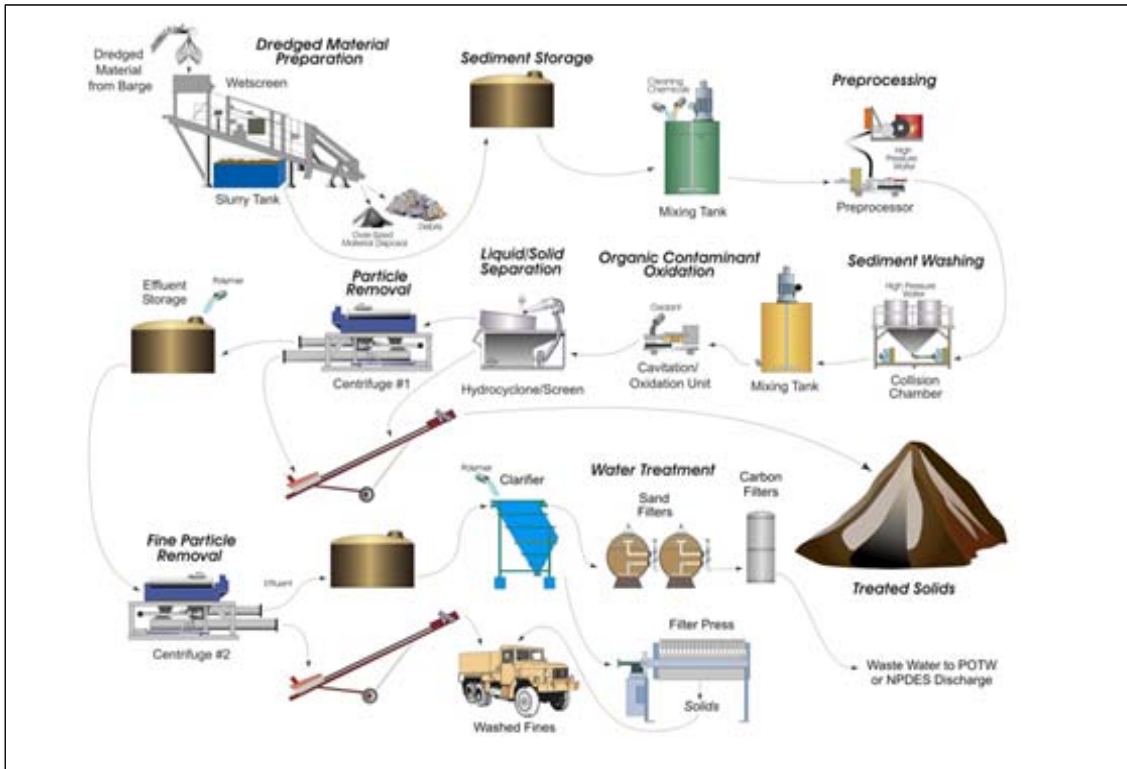 Dredged Material
Preparation
Dredged
Material
from Barge
Wetscreen
Slurry Tank
Over-Sized
Material Disposal
Debris
Sediment Storage
Cleaning
Chemicals
Mixing Tank
Preprocessing
High
Pressure
Water
Preprocessor
Effluent
Storage
Polymer
Particle
Removal
Centrifuge #1
Liquid/Solid
Separation
Hydrocyclone/Screen
Organic Contaminant
Oxidation
Oxidant
Cavitation/
Oxidation Unit
Mixing Tank
Sediment Washing
High Pressure
Water
Collision
Chamber
Fine Particle
Removal
Centrifuge #2
Effluent
Polymer
Clarifier
Water Treatment
Sand
Filters
Carbon
Filters
Treated Solids
Filter Press
Solids
Washed Fines
Waste Water to POTW
or NPDES Discharge